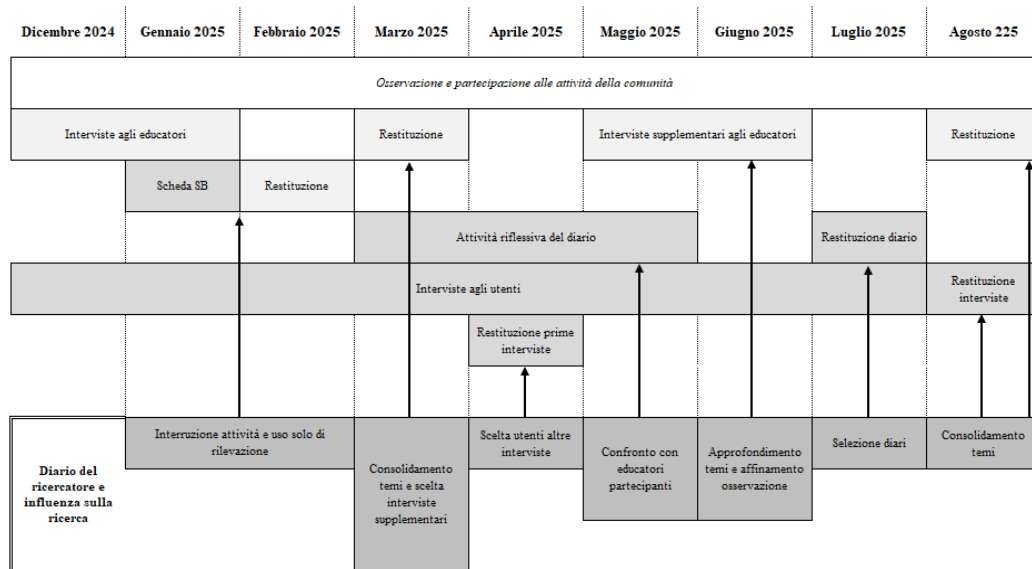 Dicembre 2024 Gennaio 2025 Febbraio 2025 Marzo 2025 Aprile 2025 Maggio 2025 Giugno 2025 Luglio 2025 Agosto 225
Osservazione e partecipazione alle attività della comunità
Interviste agli educatori Restituzione Interviste supplementari agli educatori Restituzione
Scheda SB Restituzione
Attività riflessiva del diario Restituzione diario
Interviste agli utenti
Restituzione
interviste
Restituzione prime
interviste
Diario del
ricercatore e
influenza sulla
ricerca
Interruzione attività e uso solo di
rilevazione
Consolidamento
temi e scelta
interviste
supplementari
Scelta utenti altre
interviste
Confronto con
educatori
partecipanti
Approfondimento
temi e affinamento
osservazione
Selezione diari
Consolidamento
temi